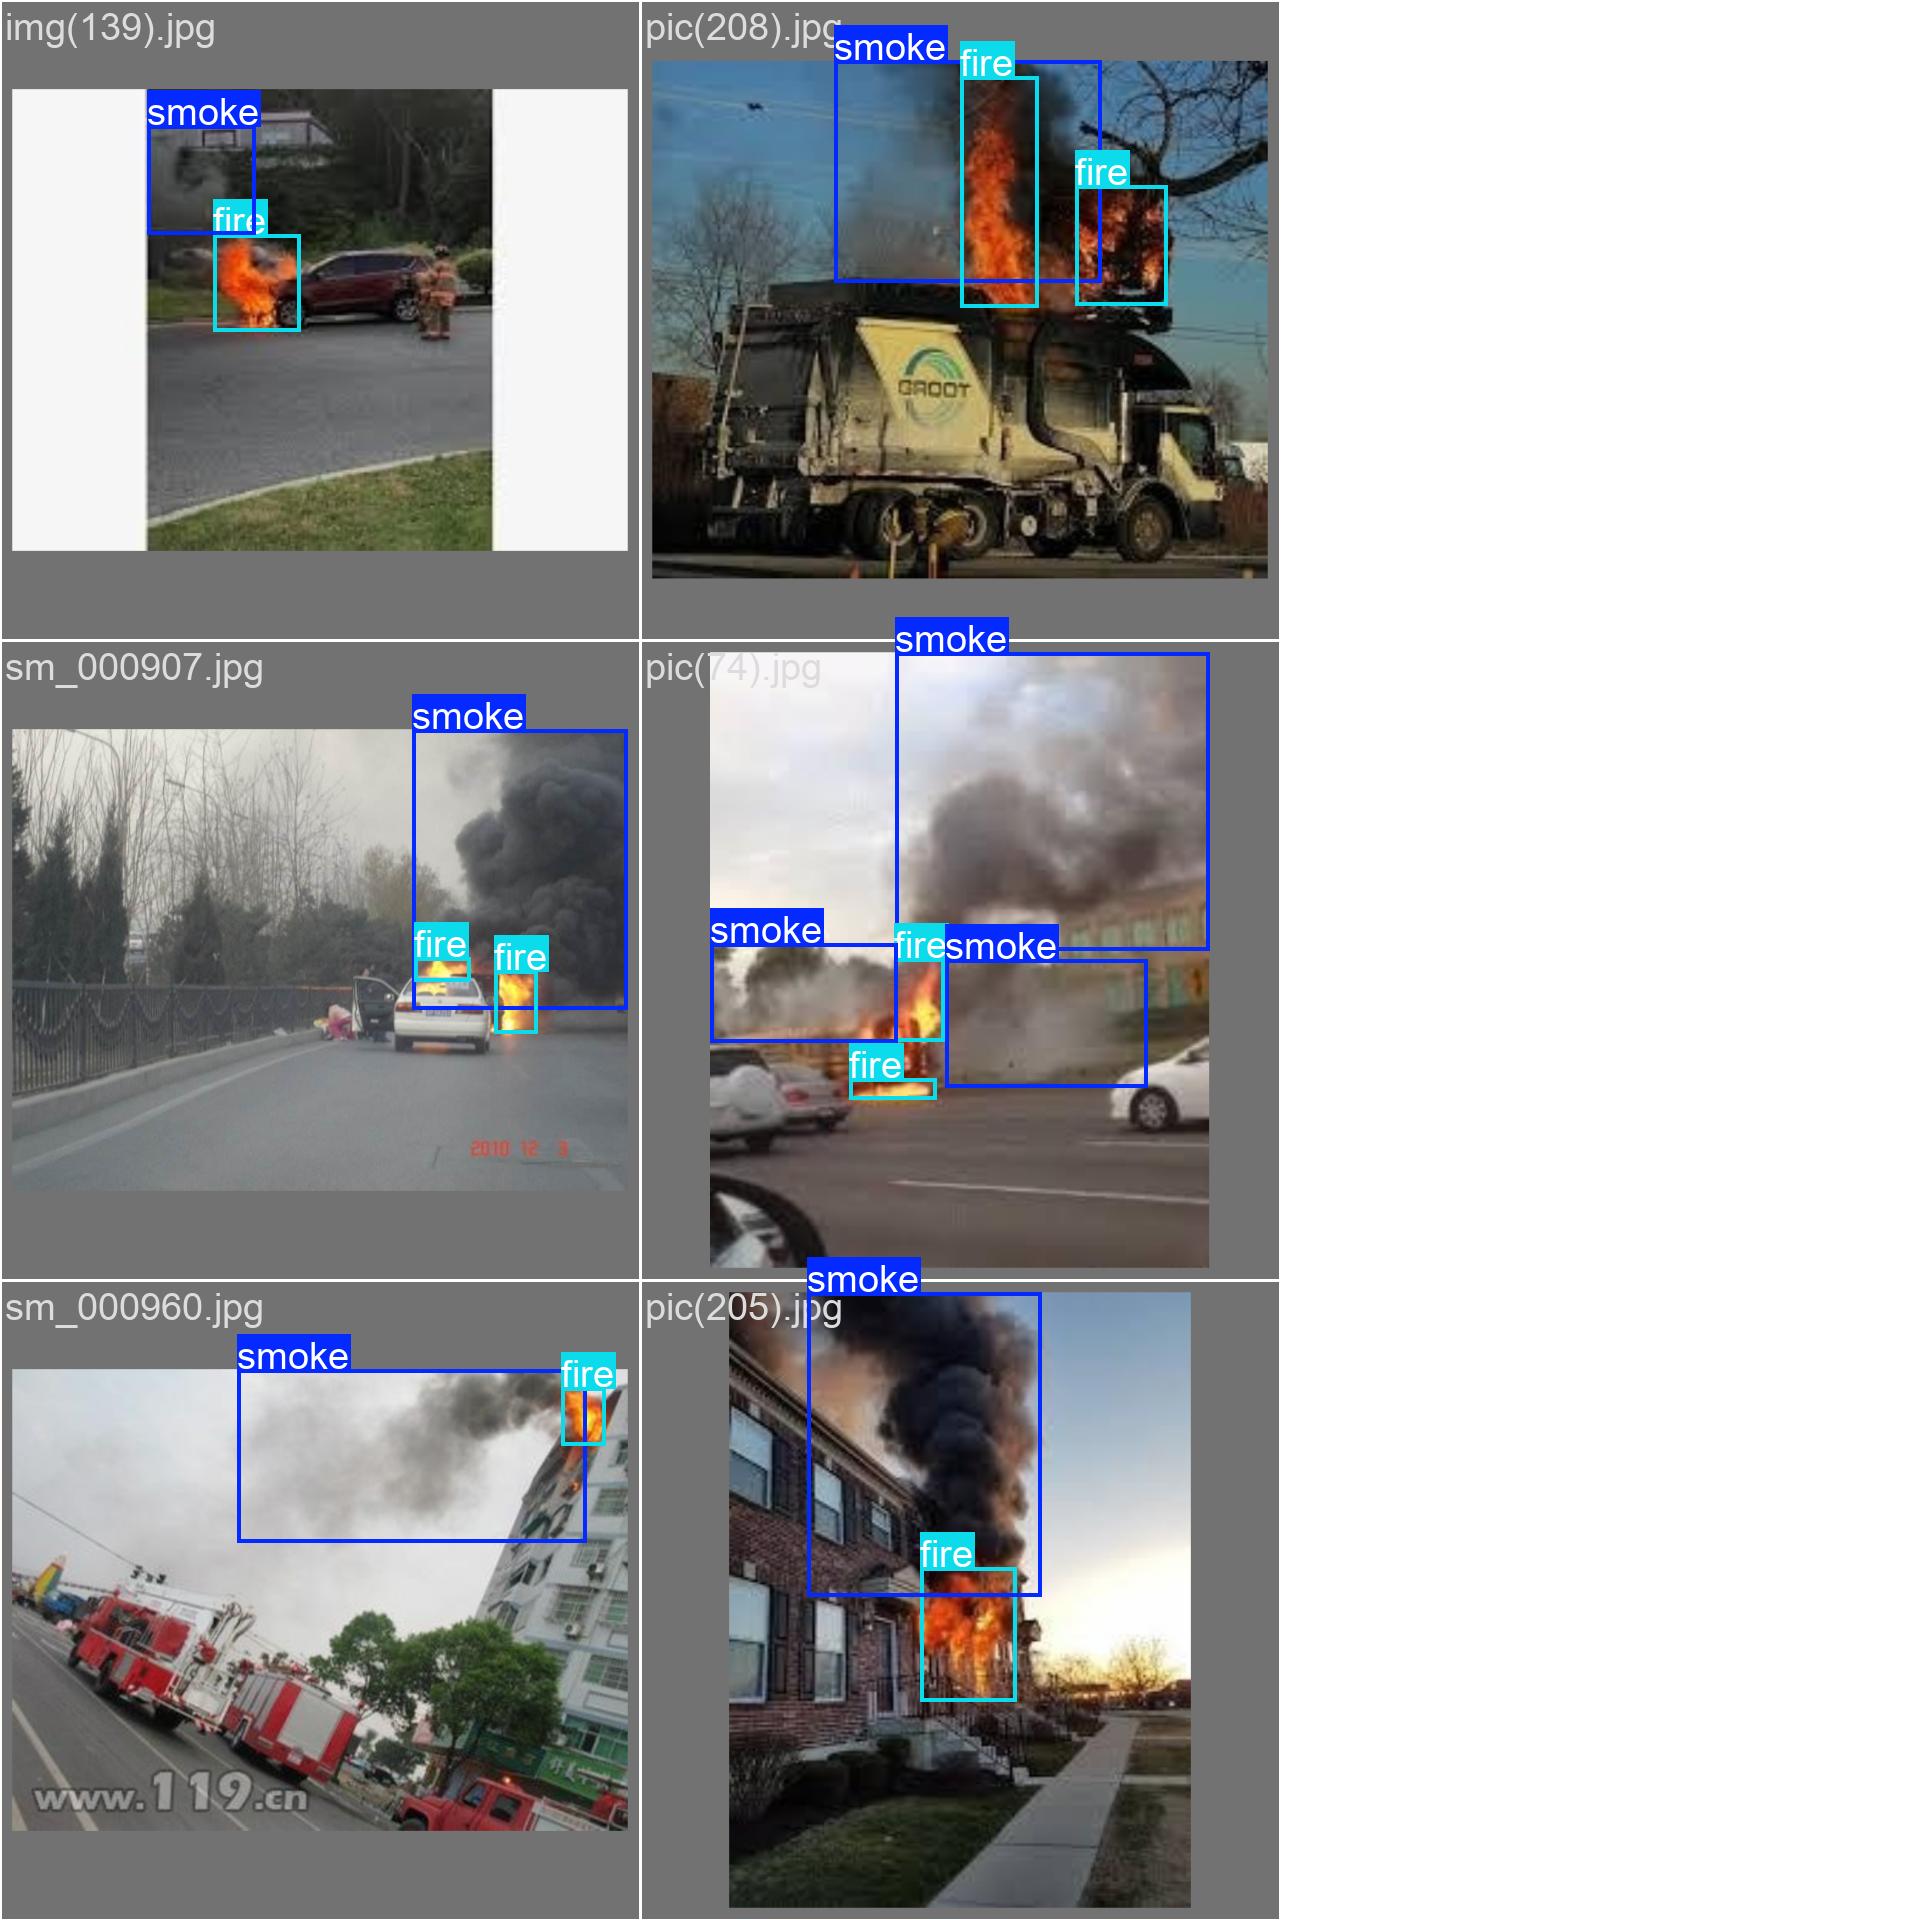 img(139).jpg
smoke
fire
pic(208).jpg
smoke
fire
fire
GROOT
sm_000907.jpg
smoke
fire
fire
2010 12 3
pic(74).jpg
smoke
smoke
fire
smoke
fire
sm_000960.jpg
smoke
fire
www.119.cn
pic(205).jpg
smoke
fire